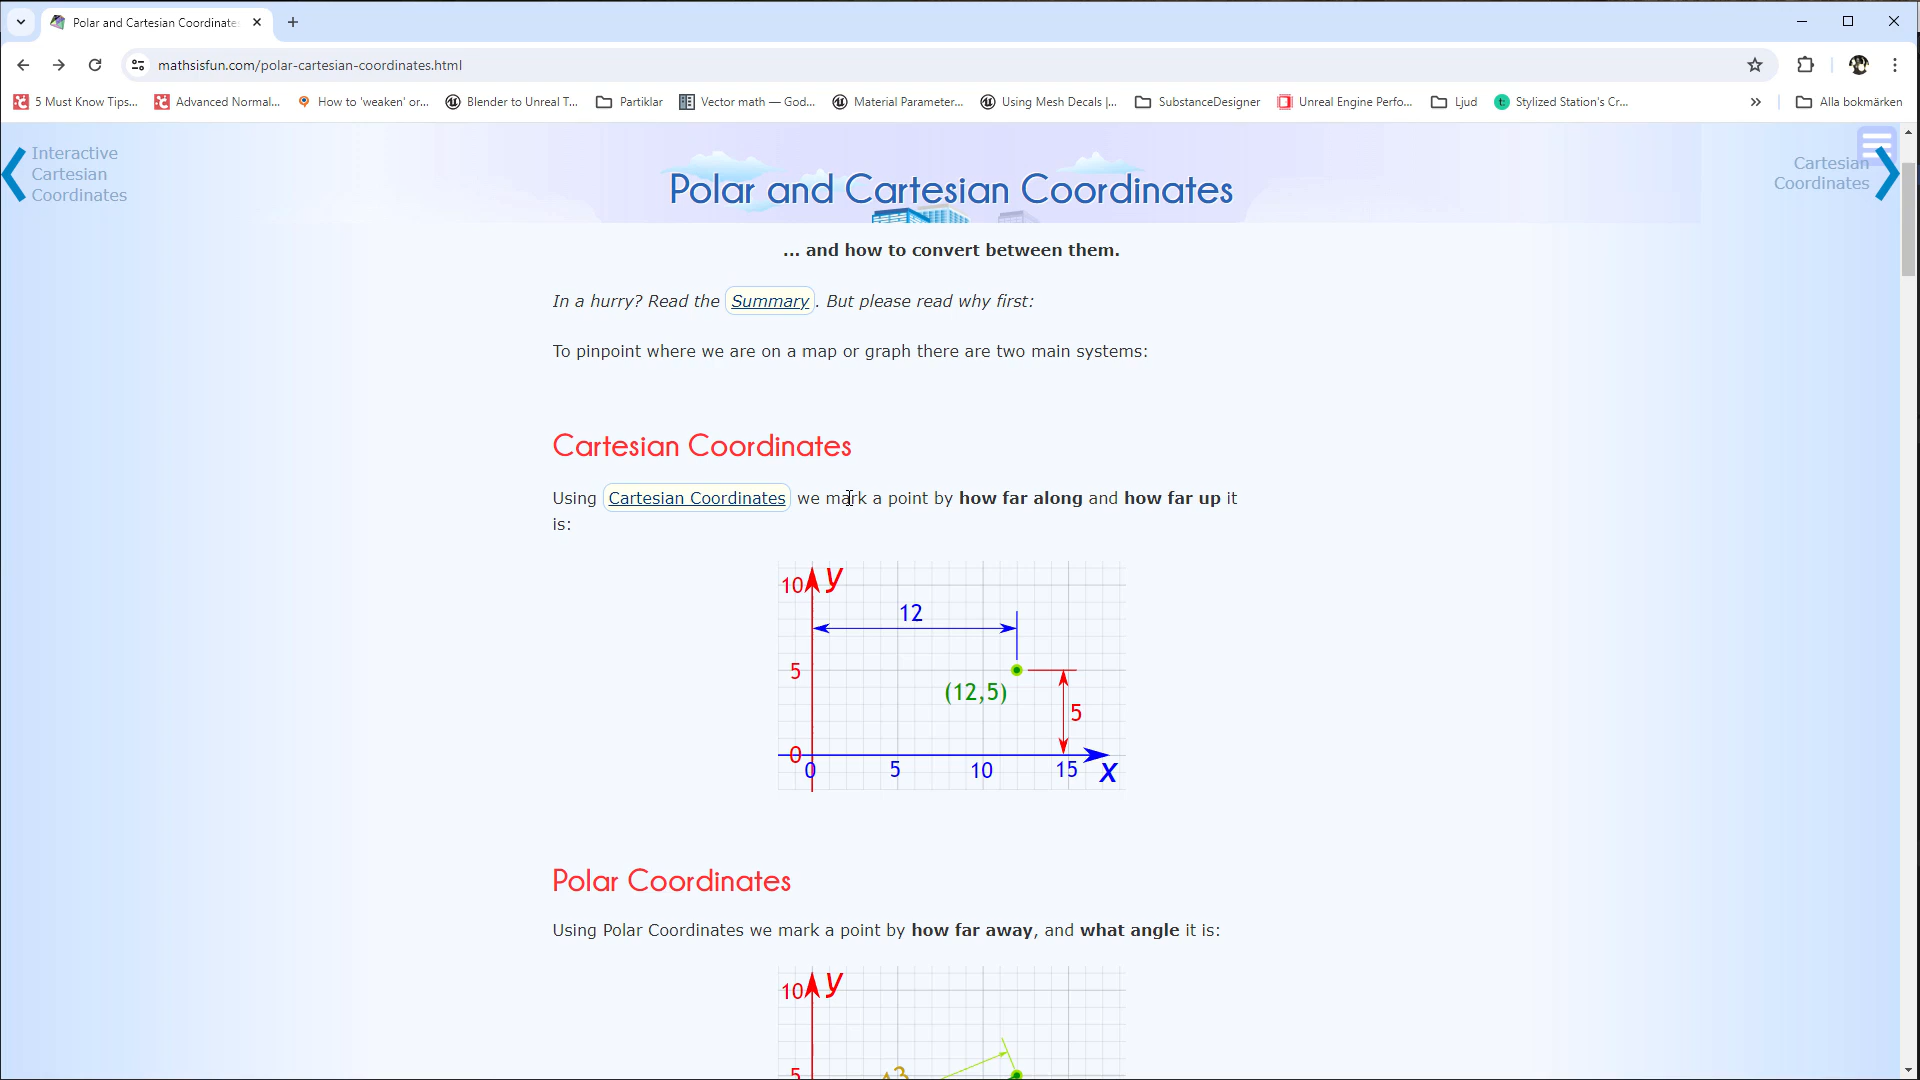 Polar and Cartesian Coordinate
mathsisfun.com/polar-cartesian-coordinates.html
5 Must Know Tips...
Advanced Normal...
How to 'weaken' or...
Blender to Unreal T...
Partiklar
Vector math — God...
Material Parameter...
Using Mesh Decals |...
SubstanceDesigner
Unreal Engine Perfo...
Ljud
Stylized Station's Cr...
Alla bokmärken
Interactive
Cartesian
Coordinates
Cartesian
Coordinates
Polar and Cartesian Coordinates
... and how to convert between them.
In a hurry? Read the Summary. But please read why first:
To pinpoint where we are on a map or graph there are two main systems:
Cartesian Coordinates
Using Cartesian Coordinates we mark a point by how far along and how far up it
is:
10 y
12
5
(12,5)
5
0
0 5 10 15 x
Polar Coordinates
Using Polar Coordinates we mark a point by how far away, and what angle it is:
10 y
5
13